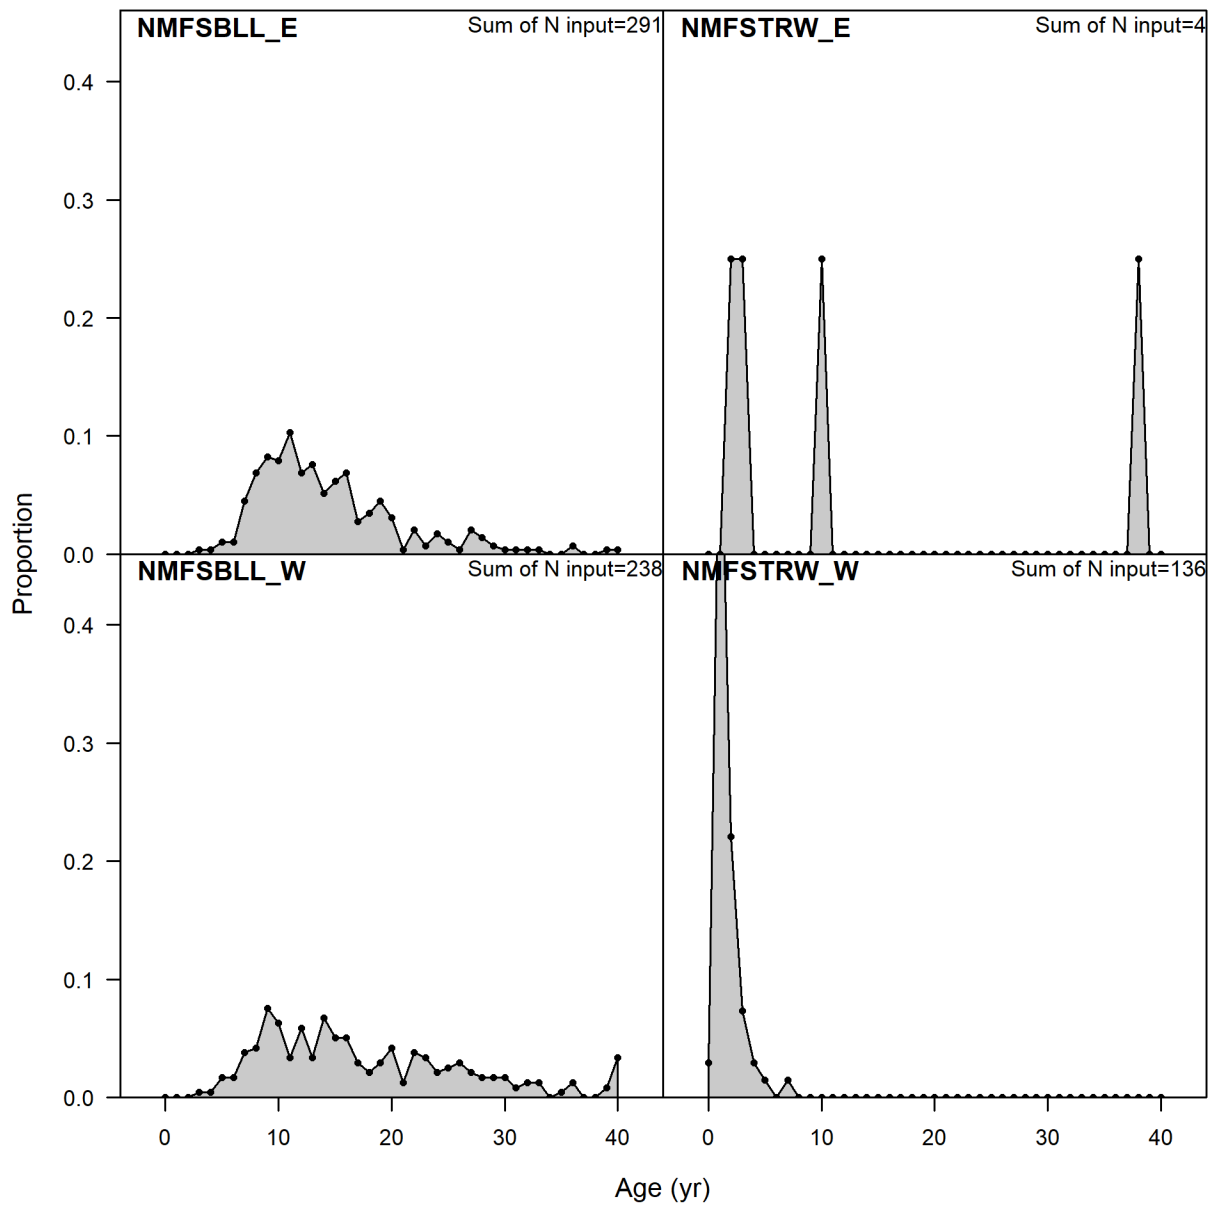 NMFSBLL_E Sum of N input=291
NMFSTRW_E Sum of N input=4
0.4
0.3
0.2
0.1
0.0
Proportion
NMFSBLL_W Sum of N input=238
NMFSTRW_W Sum of N input=136
0.4
0.3
0.2
0.1
0.0
0 10 20 30 40
0 10 20 30 40
Age (yr)